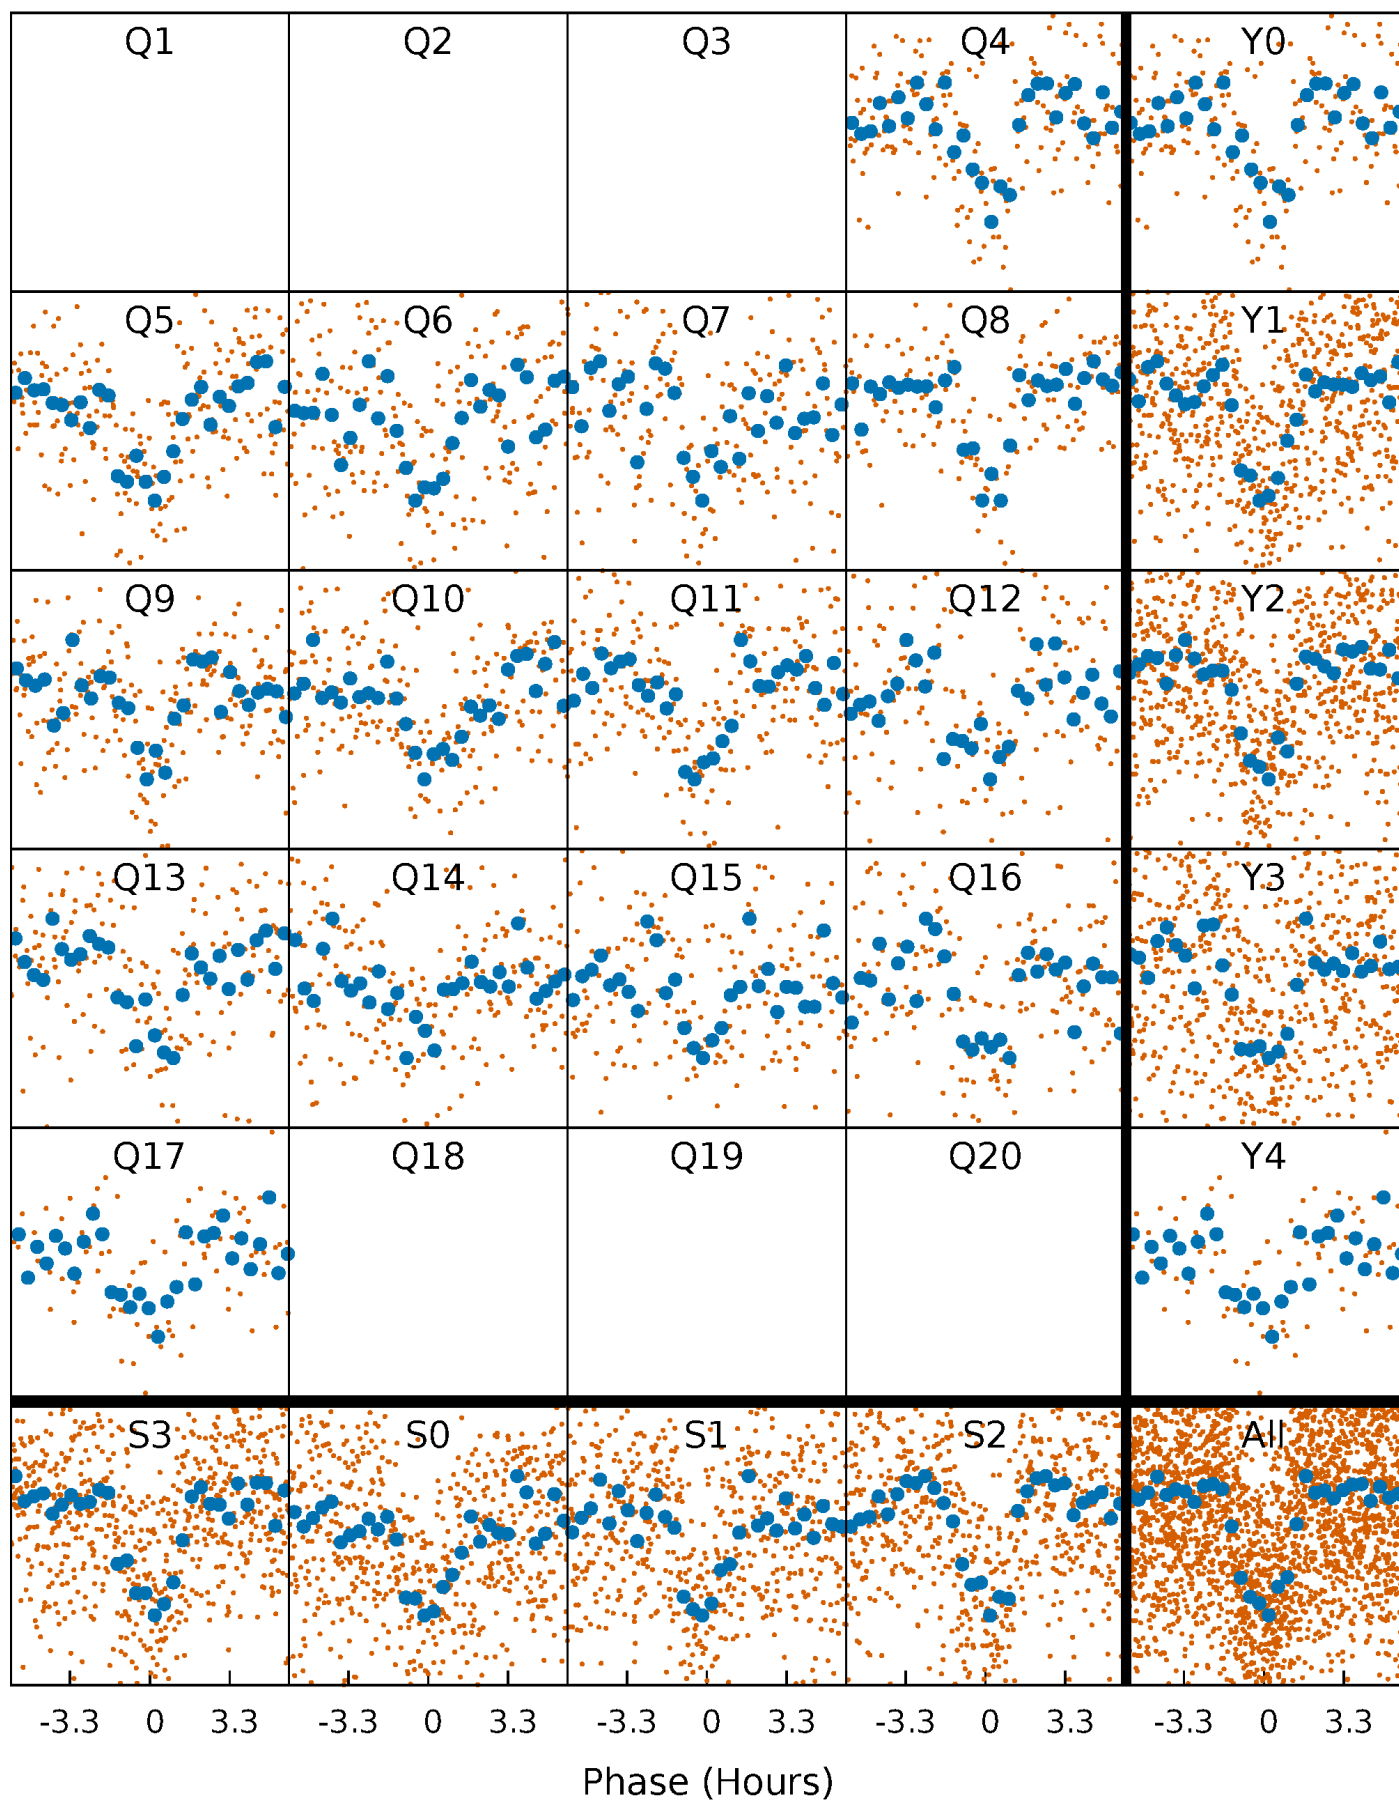 Q1 Q2 Q3 Q4 Y0
Q5 Q6 Q7 Q8 Y1
Q9 Q10 Q11 Q12 Y2
Q13 Q14 Q15 Q16 Y3
Q17 Q18 Q19 Q20 Y4
S3 S0 S1 S2 All
-3.3 0 3.3 -3.3 0 3.3 -3.3 0 3.3 -3.3 0 3.3 -3.3 0 3.3
Phase (Hours)